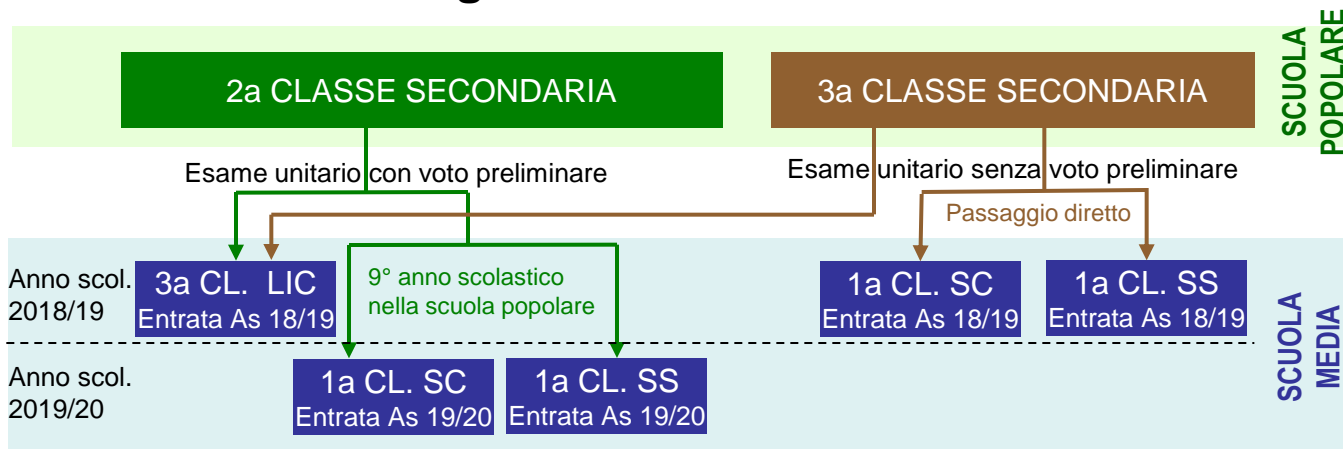 2a CLASSE SECONDARIA
3a CLASSE SECONDARIA
SCUOLA
POPOLARE
Esame unitario con voto preliminare
Esame unitario senza voto preliminare
Passaggio diretto
Anno scol.
2018/19
3a CL. LIC
Entrata As 18/19
9° anno scolastico
nella scuola popolare
1a CL. SC
Entrata As 18/19
1a CL. SS
Entrata As 18/19
SCUOLA
MEDIA
Anno scol.
2019/20
1a CL. SC
Entrata As 19/20
1a CL. SS
Entrata As 19/20